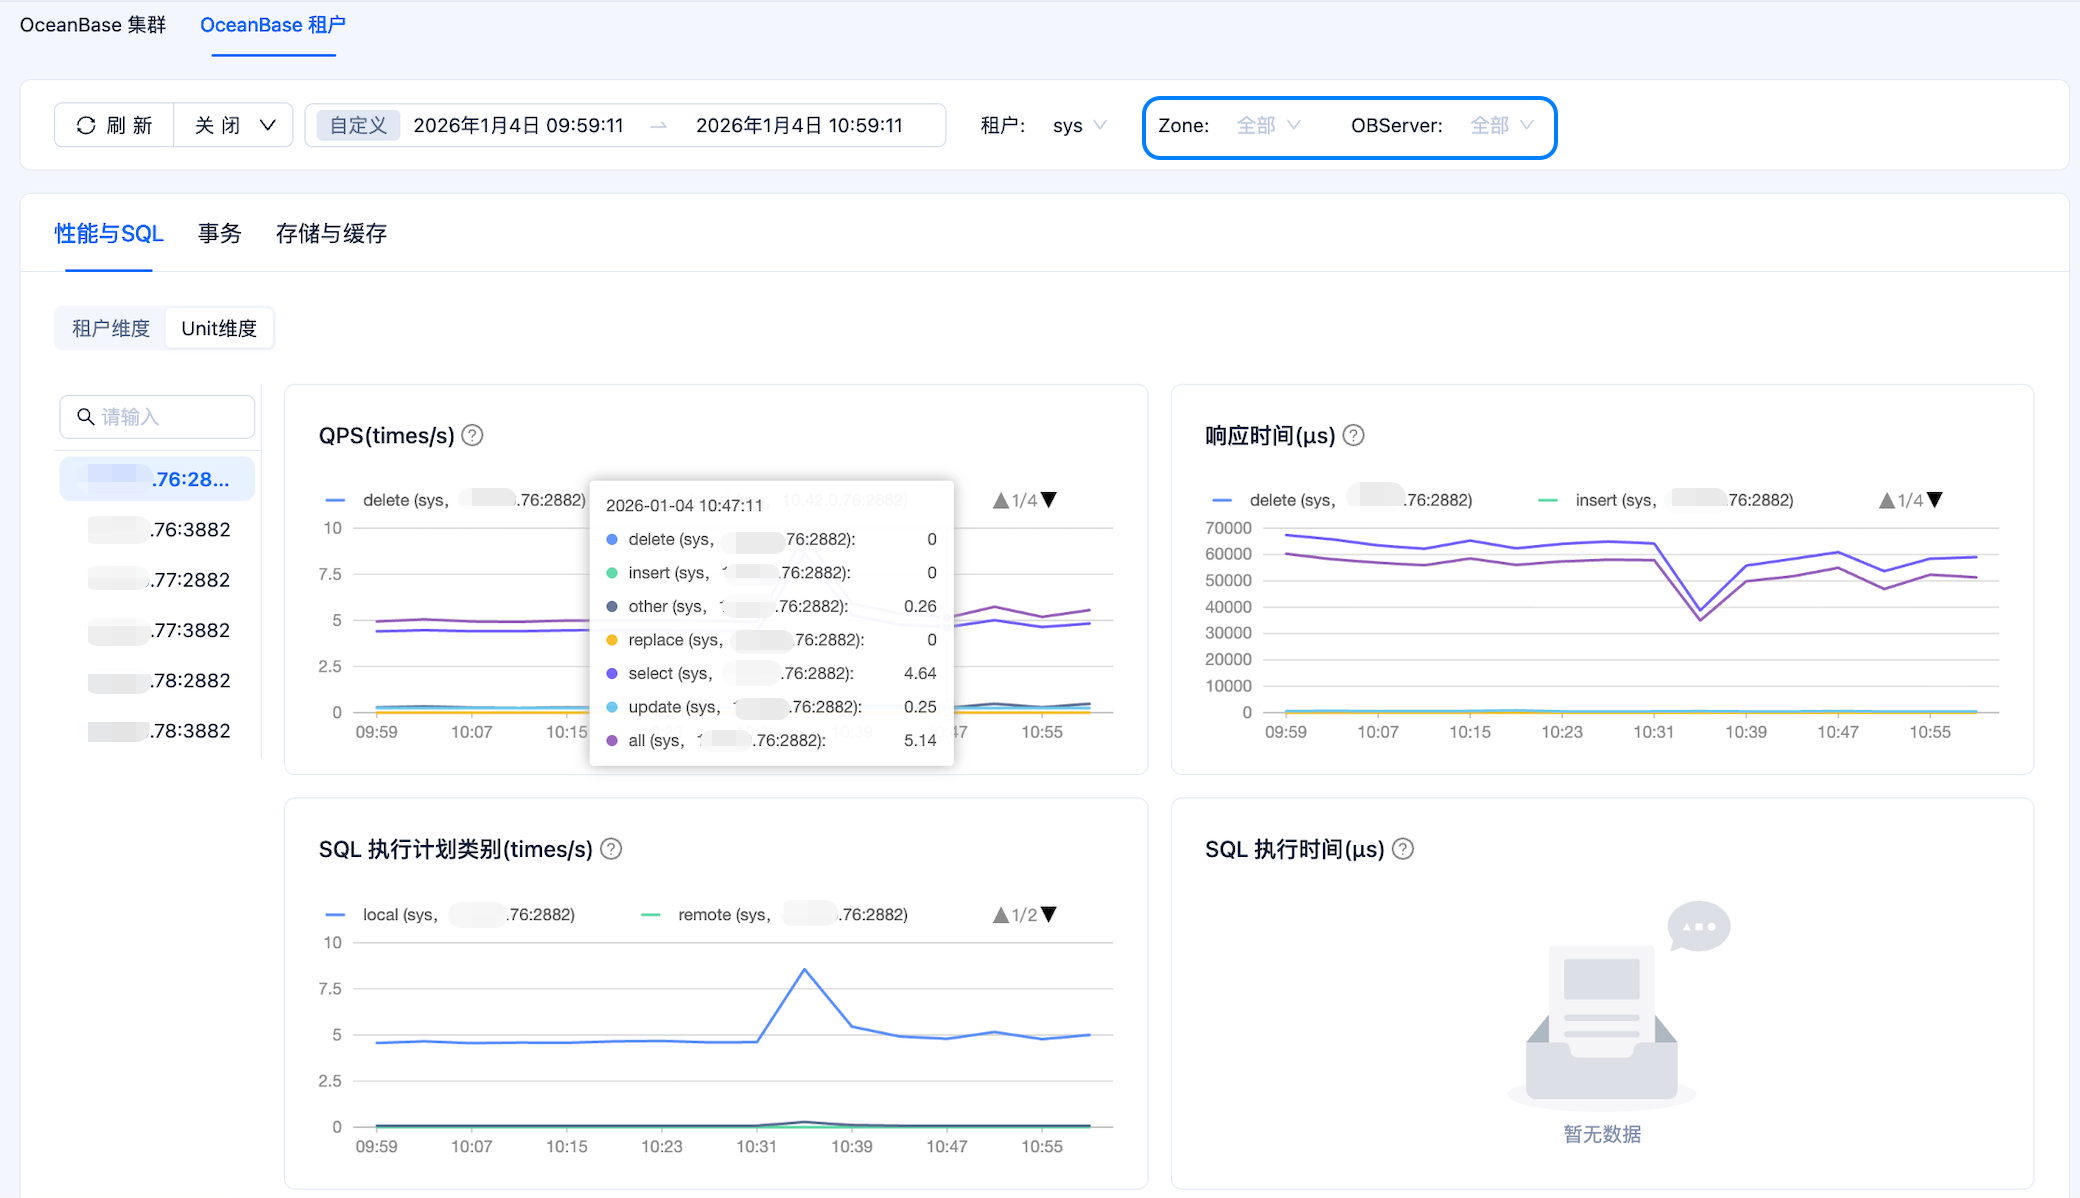 OceanBase 集群 OceanBase 租户
刷 新 关 闭 自定义 2026年1月4日 09:59:11 → 2026年1月4日 10:59:11 租户: sys Zone: 全部 OBServer: 全部
性能与SQL 事务 存储与缓存
租户维度 Unit维度
请输入
.76:28...
.76:3882
.77:2882
.77:3882
.78:2882
.78:3882
QPS(times/s) ?
delete (sys, .76:2882) 10.42.0.76:2882)
▲1/4▼
10
7.5
5
2.5
0
09:59 10:07 10:15 10:39 :47 10:55
2026-01-04 10:47:11
delete (sys, 76:2882): 0
insert (sys, .76:2882): 0
other (sys, .76:2882): 0.26
replace (sys, .76:2882): 0
select (sys, .76:2882): 4.64
update (sys, .76:2882): 0.25
all (sys, .76:2882): 5.14
响应时间(μs) ?
delete (sys, .76:2882) insert (sys, 76:2882) ▲1/4▼
70000
60000
50000
40000
30000
20000
10000
0
09:59 10:07 10:15 10:23 10:31 10:39 10:47 10:55
SQL 执行计划类别(times/s) ?
local (sys, .76:2882) remote (sys, .76:2882) ▲1/2▼
10
7.5
5
2.5
0
09:59 10:07 10:15 10:23 10:31 10:39 10:47 10:55
SQL 执行时间(μs) ?
暂无数据